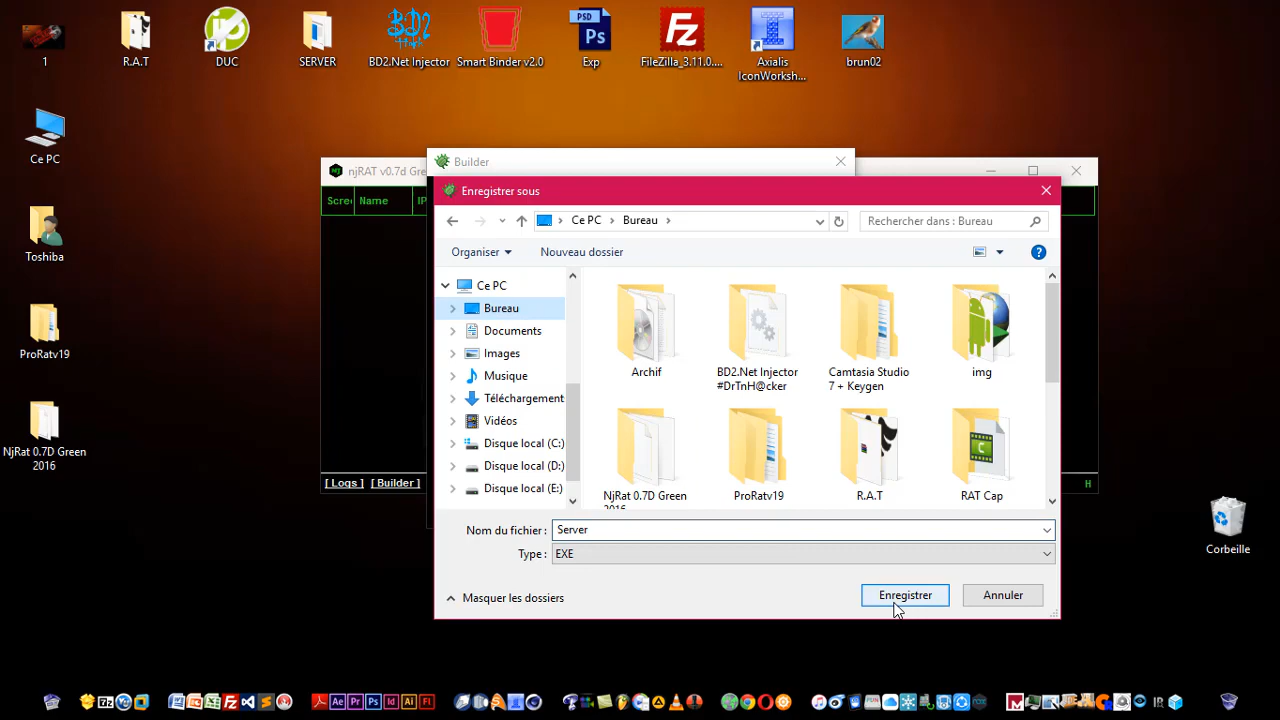 1
R.A.T
DUC
SERVER
BD2.Net Injector
Smart Binder v2.0
Exp
FileZilla_3.11.0....
Axialis
IconWorksh...
brun02
Ce PC
Toshiba
ProRatv19
NjRat 0.7D Green
2016
Corbeille
njRAT v0.7d Gre
Scree
Name
IP
[ Logs ]
[ Builder ]
H
Builder
Enregistrer sous
Ce PC
Bureau
Rechercher dans : Bureau
Organiser
Nouveau dossier
Ce PC
Bureau
Documents
Images
Musique
Téléchargement
Vidéos
Disque local (C:)
Disque local (D:)
Disque local (E:)
Archif
BD2.Net Injector
#DrTnH@cker
Camtasia Studio
7 + Keygen
img
NjRat 0.7D Green
2016
ProRatv19
R.A.T
RAT Cap
Nom du fichier :
Server
Type :
EXE
Masquer les dossiers
Enregistrer
Annuler